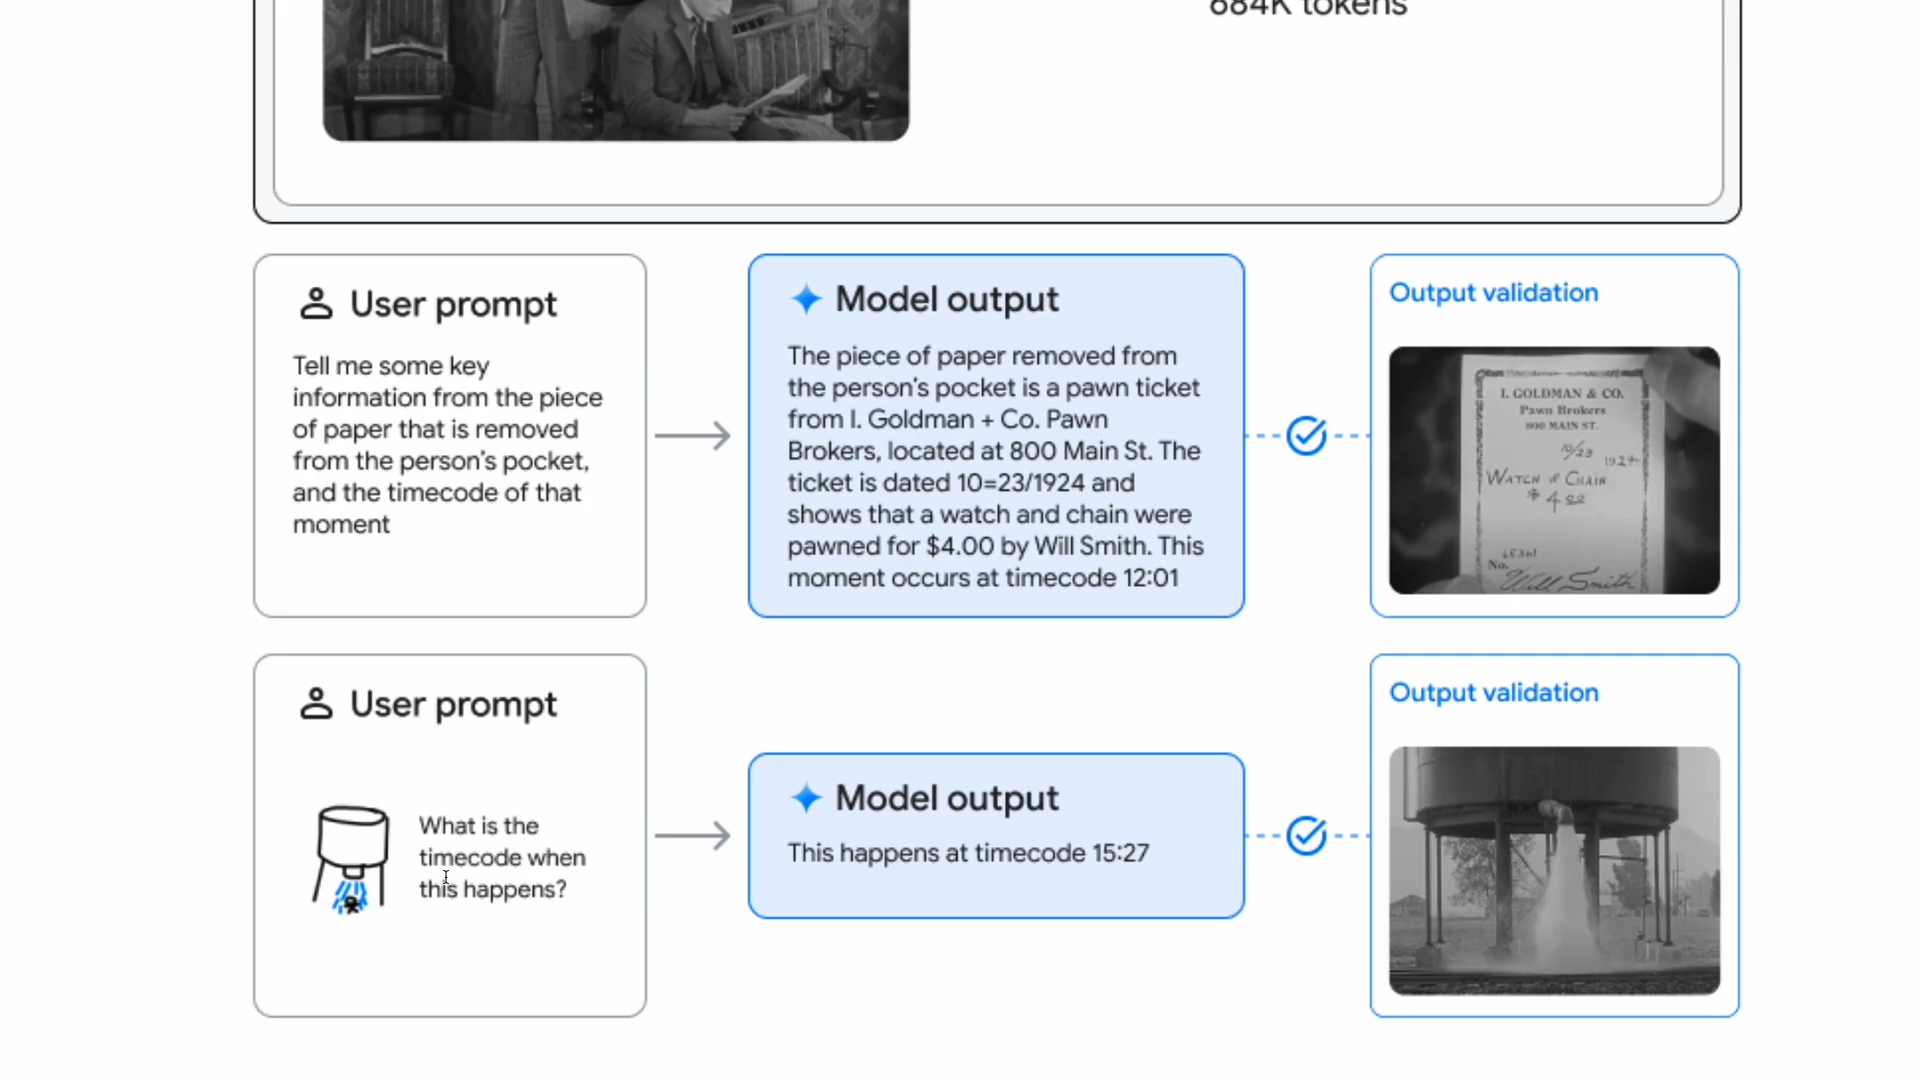 684K tokens
User prompt
Tell me some key
information from the piece
of paper that is removed
from the person's pocket,
and the timecode of that
moment
Model output
The piece of paper removed from
the person's pocket is a pawn ticket
from I. Goldman + Co. Pawn
Brokers, located at 800 Main St. The
ticket is dated 10=23/1924 and
shows that a watch and chain were
pawned for $4.00 by Will Smith. This
moment occurs at timecode 12:01
Output validation
I. GOLDMAN & CO.
Pawn Brokers
800 MAIN ST.
10/23 1924
WATCH & CHAIN
$ 4 00
No. 65361
Will Smith
User prompt
What is the
timecode when
this happens?
Model output
This happens at timecode 15:27
Output validation